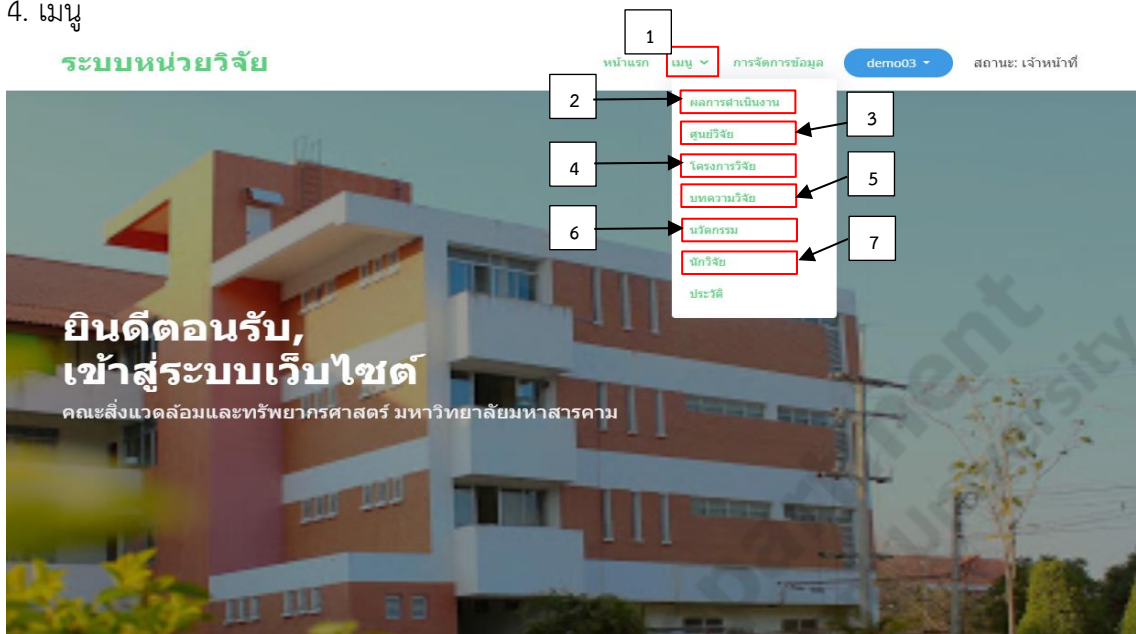 4. เมนู
1
ระบบหน่วยวิจัย
หน้าแรก เมนู การจัดการข้อมูล demo03 สถานะ: เจ้าหน้าที่
2
ผลการดำเนินงาน
3
ศูนย์วิจัย
4
โครงการวิจัย
5
บทความวิจัย
6
นวัตกรรม
7
นักวิจัย
ประวัติ
ยินดีตอนรับ,
เข้าสู่ระบบเว็บไซต์
คณะสิ่งแวดล้อมและทรัพยากรศาสตร์ มหาวิทยาลัยมหาสารคาม